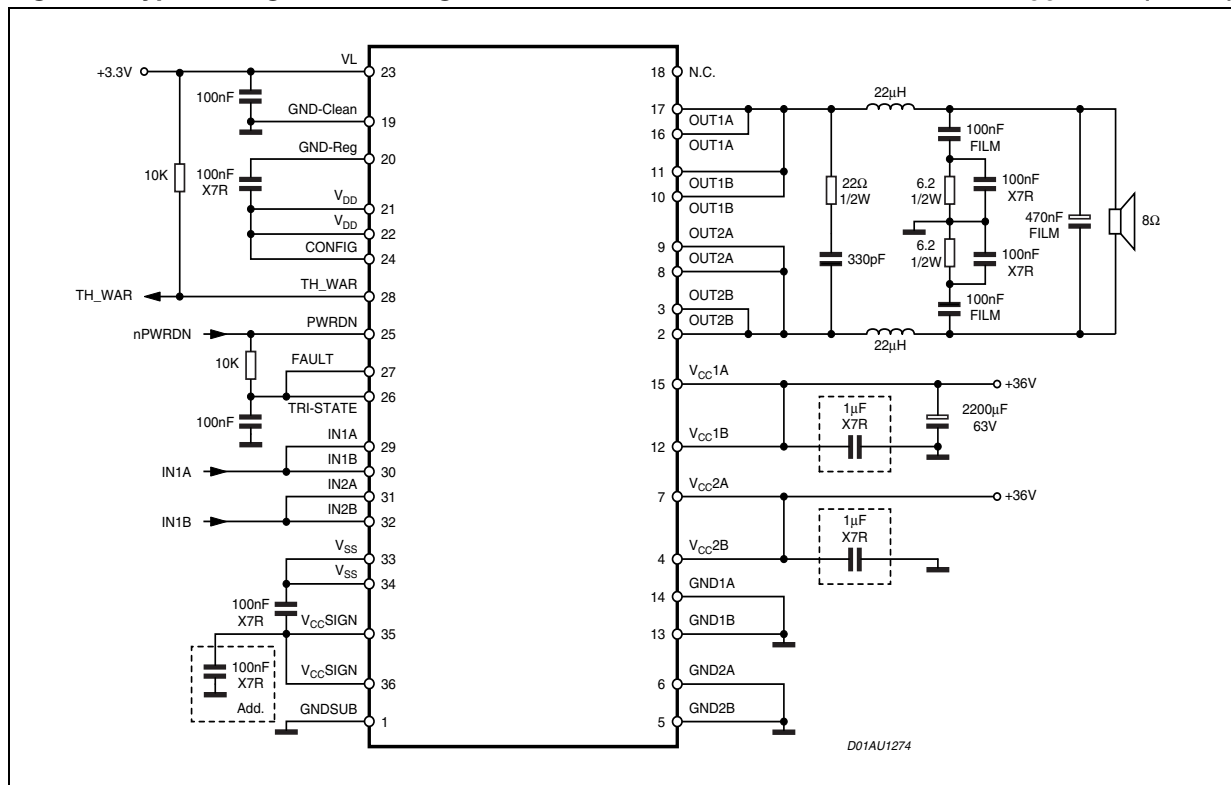 +3.3V
VL
23
100nF
GND-Clean
19
GND-Reg
20
10K
100nF
X7R
VDD
21
VDD
22
CONFIG
24
TH_WAR
TH_WAR
28
nPWRDN
PWRDN
25
10K
FAULT
27
TRI-STATE
26
100nF
IN1A
29
IN1A
IN1B
30
IN2A
31
IN1B
IN2B
32
VSS
33
VSS
34
100nF
X7R
VCCSIGN
35
100nF
X7R
Add.
VCCSIGN
36
GNDSUB
1
18
N.C.
17
OUT1A
16
OUT1A
11
OUT1B
10
OUT1B
OUT2A
9
OUT2A
8
OUT2B
3
OUT2B
2
22µH
22Ω
1/2W
330pF
100nF
FILM
6.2
1/2W
100nF
X7R
6.2
1/2W
100nF
X7R
100nF
FILM
470nF
FILM
8Ω
22µH
15
VCC1A
+36V
1µF
X7R
2200µF
63V
12
VCC1B
7
VCC2A
+36V
1µF
X7R
4
VCC2B
14
GND1A
13
GND1B
6
GND2A
5
GND2B
D01AU1274